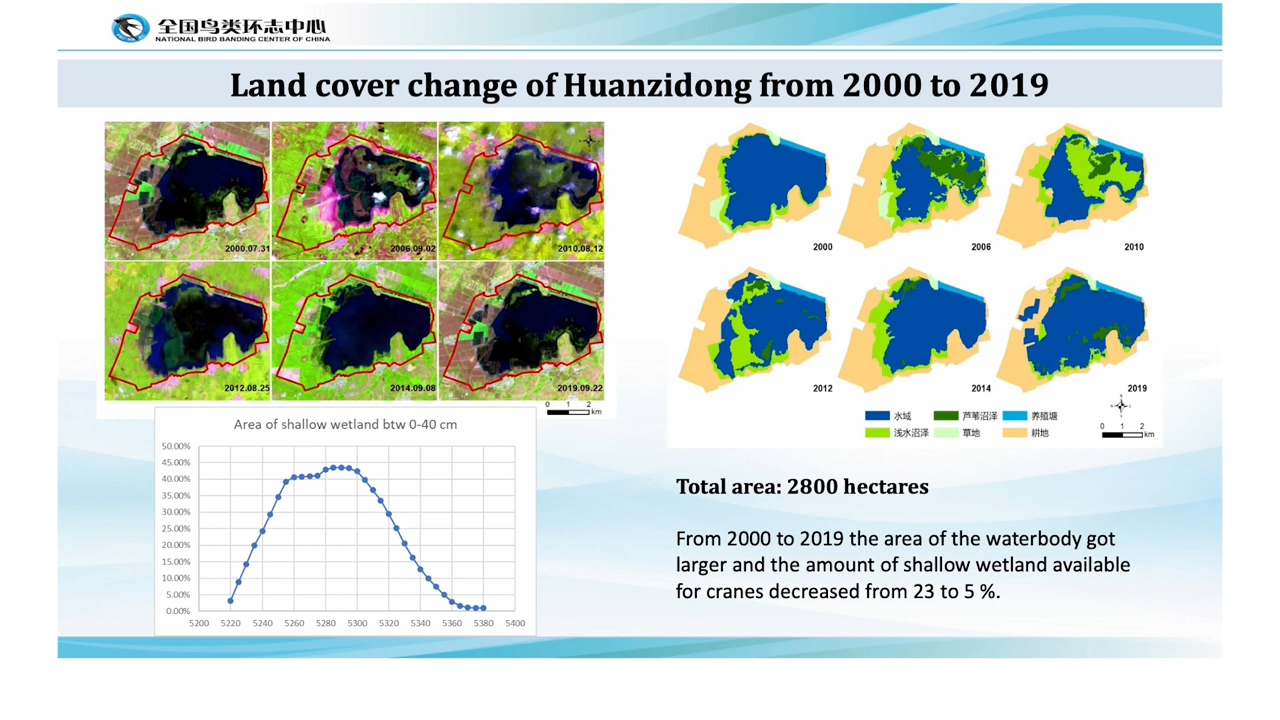 全国鸟类环志中心
NATIONAL BIRD BANDING CENTER OF CHINA
Land cover change of Huanzidong from 2000 to 2019
2000.07.31
2006.09.02
2010.08.12
2012.08.25
2014.09.08
2019.09.22
0 1 2
km
2000
2006
2010
2012
2014
2019
水域 芦苇沼泽 养殖塘
浅水沼泽 草地 耕地
0 1 2
km
Area of shallow wetland btw 0-40 cm
50.00%
45.00%
40.00%
35.00%
30.00%
25.00%
20.00%
15.00%
10.00%
5.00%
0.00%
5200 5220 5240 5260 5280 5300 5320 5340 5360 5380 5400
Total area: 2800 hectares
From 2000 to 2019 the area of the waterbody got
larger and the amount of shallow wetland available
for cranes decreased from 23 to 5 %.